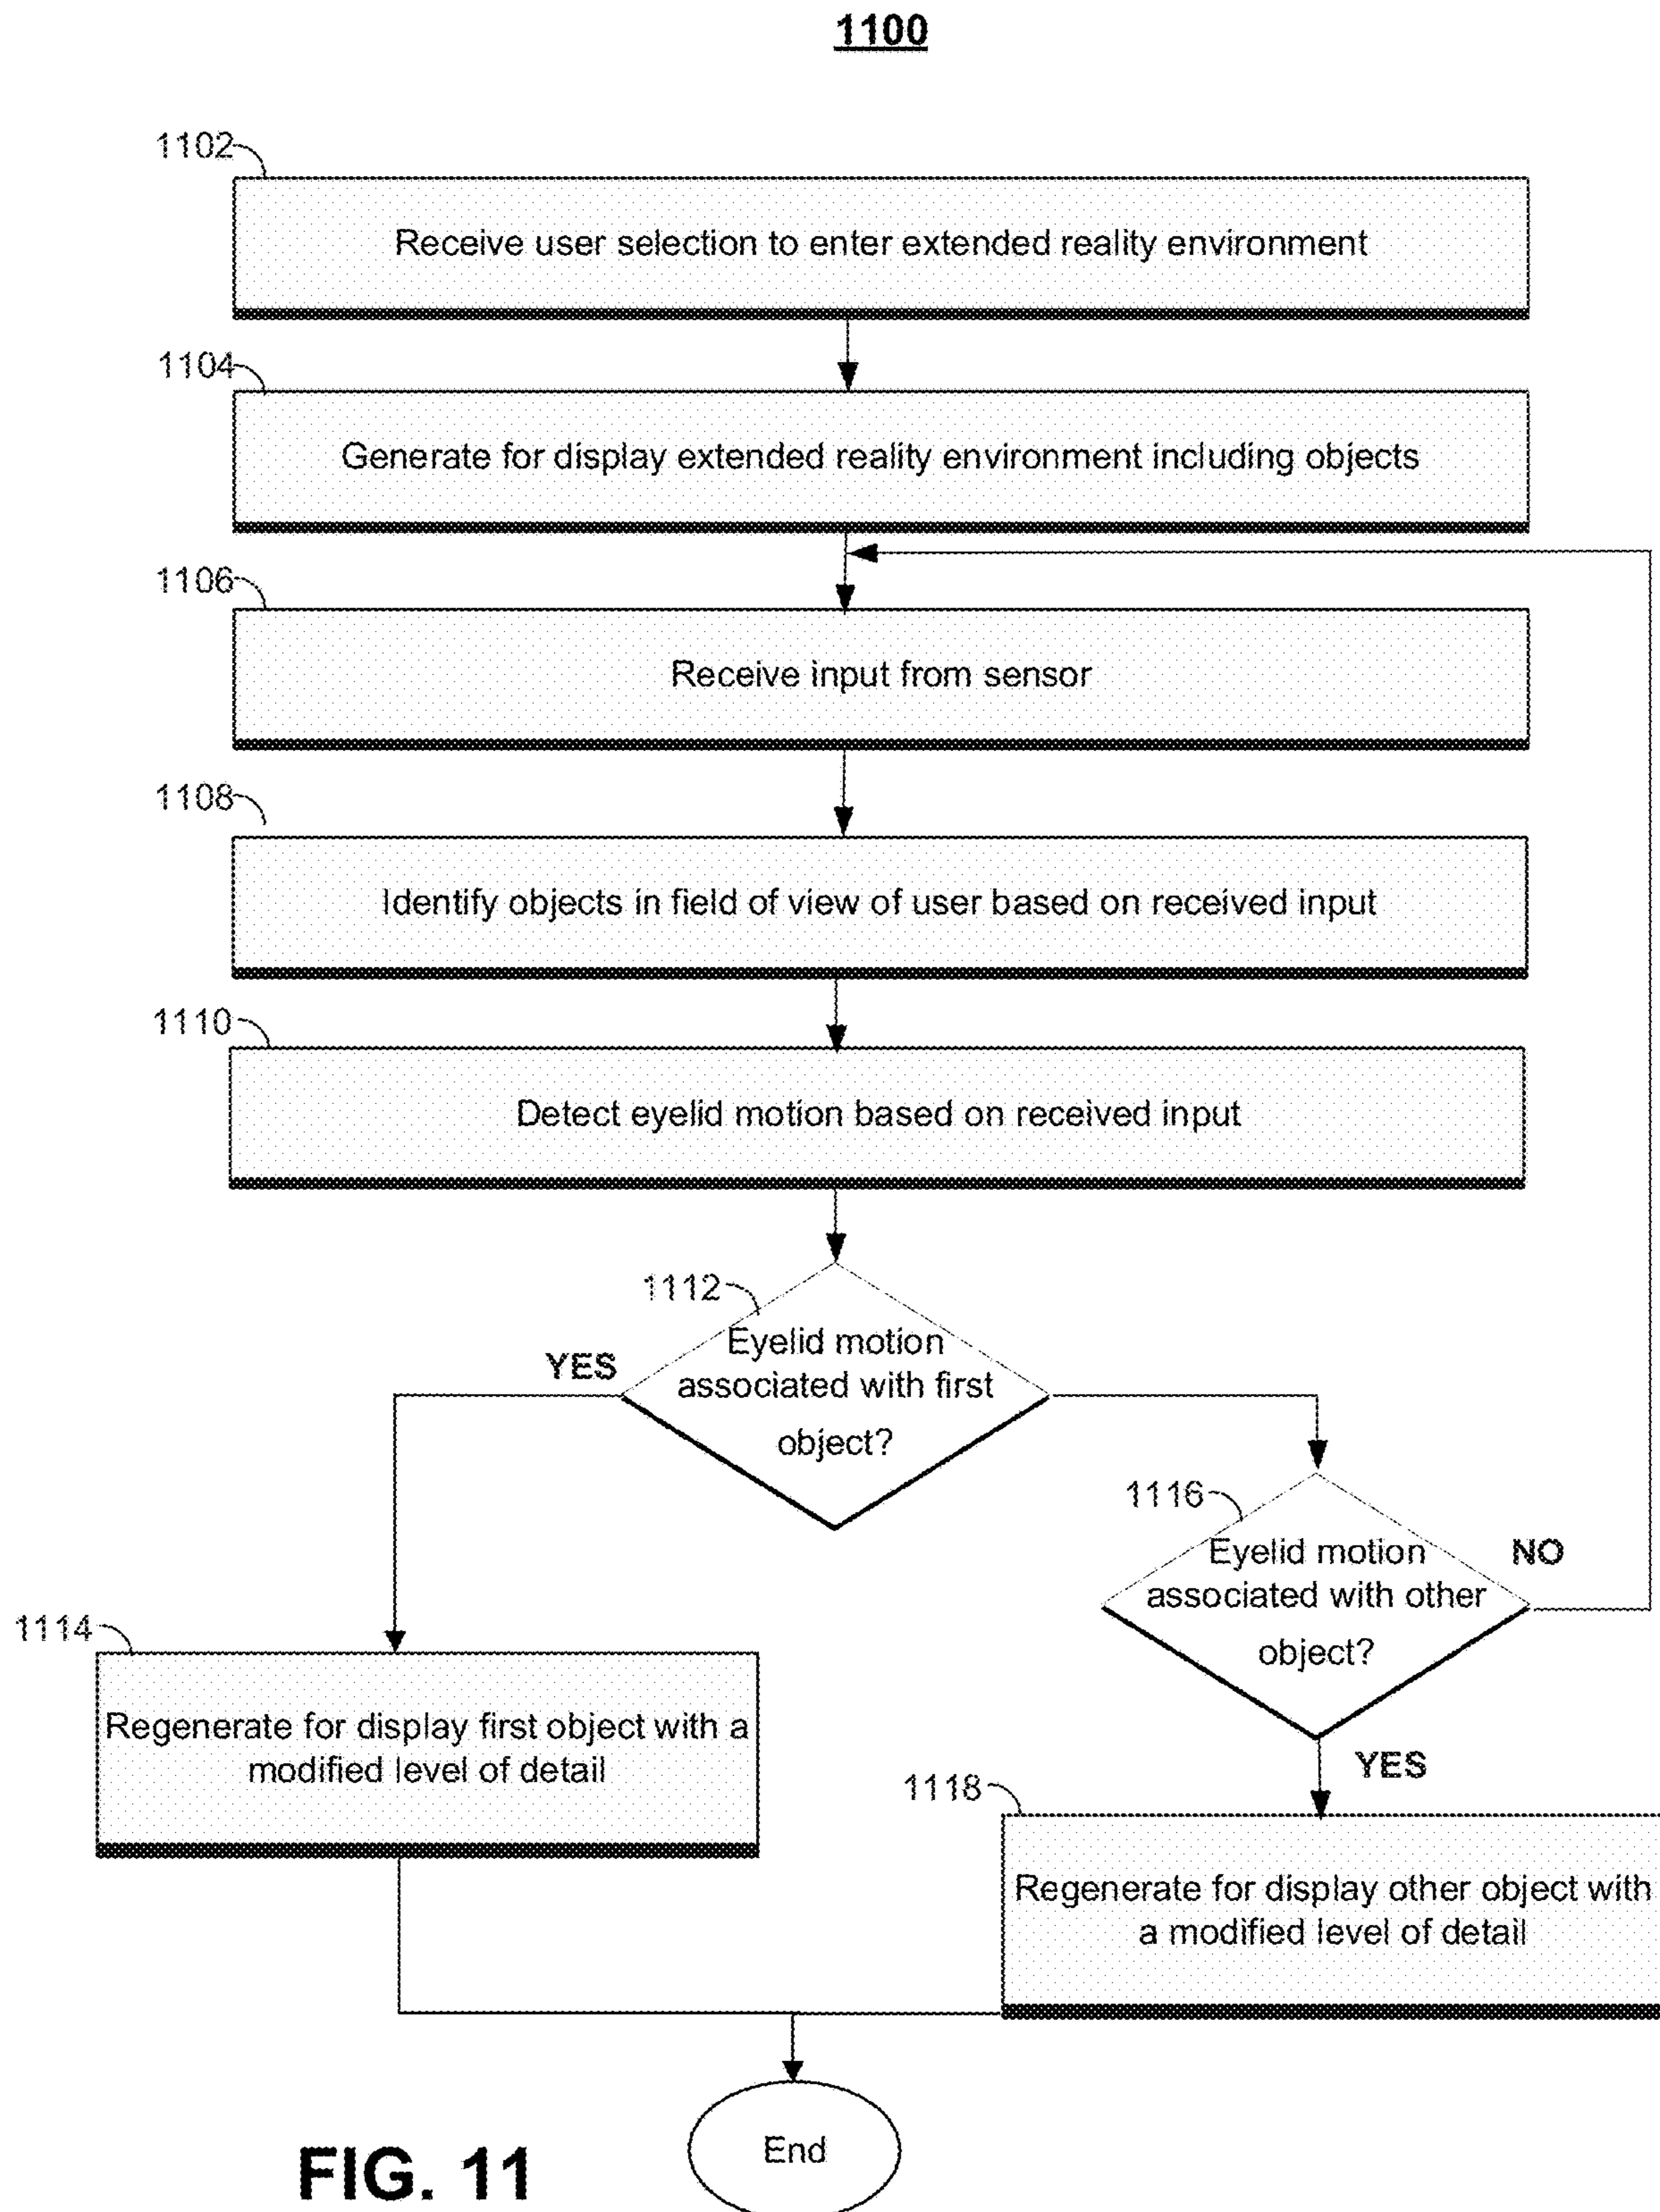 1100
1102
Receive user selection to enter extended reality environment
1104
Generate for display extended reality environment including objects
1106
Receive input from sensor
1108
Identify objects in field of view of user based on received input
1110
Detect eyelid motion based on received input
1112
Eyelid motion
associated with first
object?
YES
1116
Eyelid motion
associated with other
object?
NO
YES
1114
Regenerate for display first object with a
modified level of detail
1118
Regenerate for display other object with
a modified level of detail
End
FIG. 11